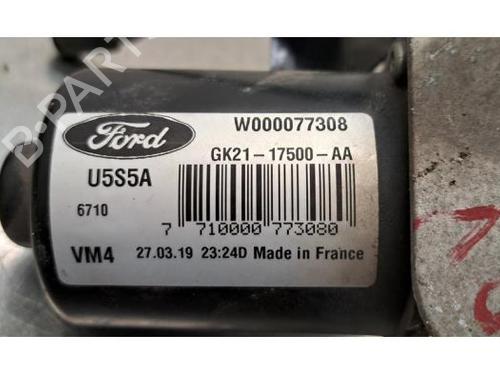 Ford
W000077308
GK21-17500-AA
U5S5A
6710
7 710000 773080
VM4 27.03.19 23:24D Made in France
B-PARTS